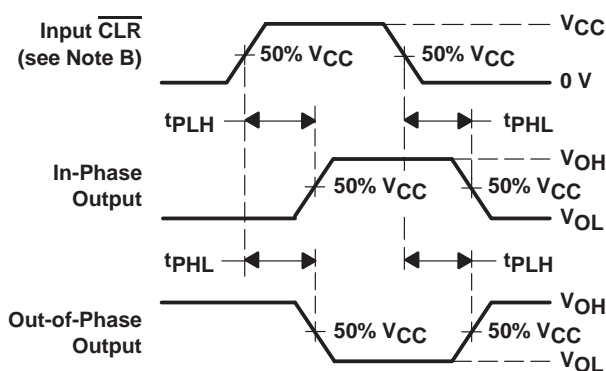 Input C̅L̅R̅
(see Note B)
50% VCC
50% VCC
VCC
0 V
tPLH
tPHL
In-Phase
Output
50% VCC
50% VCC
VOH
VOL
tPHL
tPLH
Out-of-Phase
Output
50% VCC
50% VCC
VOH
VOL